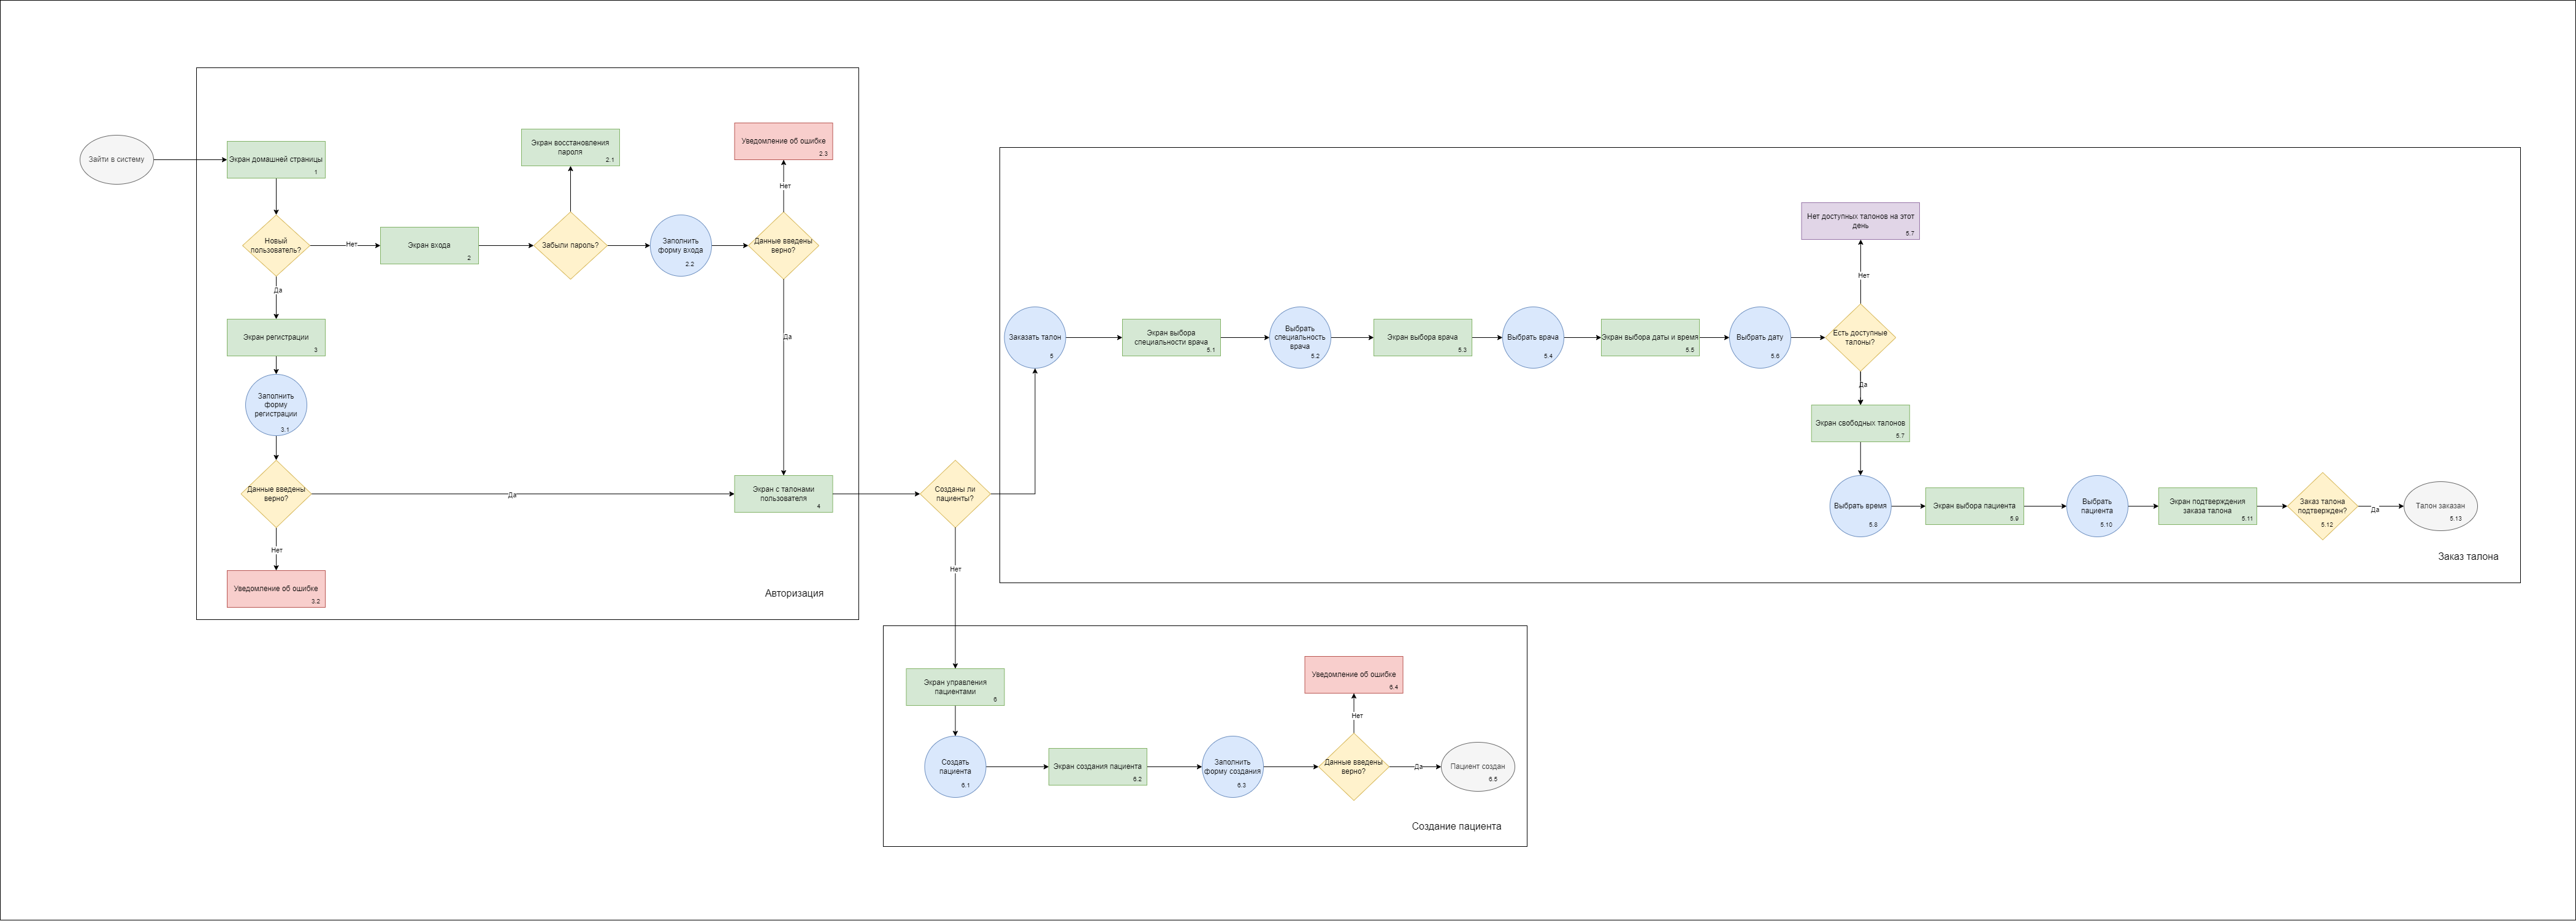 Зайти в систему
Экран домашней страницы
1
Новый
пользователь?
Нет
Экран входа
2
Забыли пароль?
Экран восстановления
пароля
2.1
Заполнить
форму входа
2.2
Данные введены
верно?
Нет
Уведомление об ошибке
2.3
Да
Да
Экран регистрации
3
Заполнить
форму
регистрации
3.1
Данные введены
верно?
Да
Нет
Уведомление об ошибке
3.2
Экран с талонами
пользователя
4
Авторизация
Созданы ли
пациенты?
Нет
Заказать талон
5
Экран выбора
специальности врача
5.1
Выбрать
специальность
врача
5.2
Экран выбора врача
5.3
Выбрать врача
5.4
Экран выбора даты и время
5.5
Выбрать дату
5.6
Есть доступные
талоны?
Нет
Нет доступных талонов на этот
день
5.7
Да
Экран свободных талонов
5.7
Выбрать время
5.8
Экран выбора пациента
5.9
Выбрать
пациента
5.10
Экран подтверждения
заказа талона
5.11
Заказ талона
подтвержден?
5.12
Да
Талон заказан
5.13
Заказ талона
Экран управления
пациентами
6
Создать
пациента
6.1
Экран создания пациента
6.2
Заполнить
форму создания
6.3
Данные введены
верно?
Нет
Уведомление об ошибке
6.4
Да
Пациент создан
6.5
Создание пациента